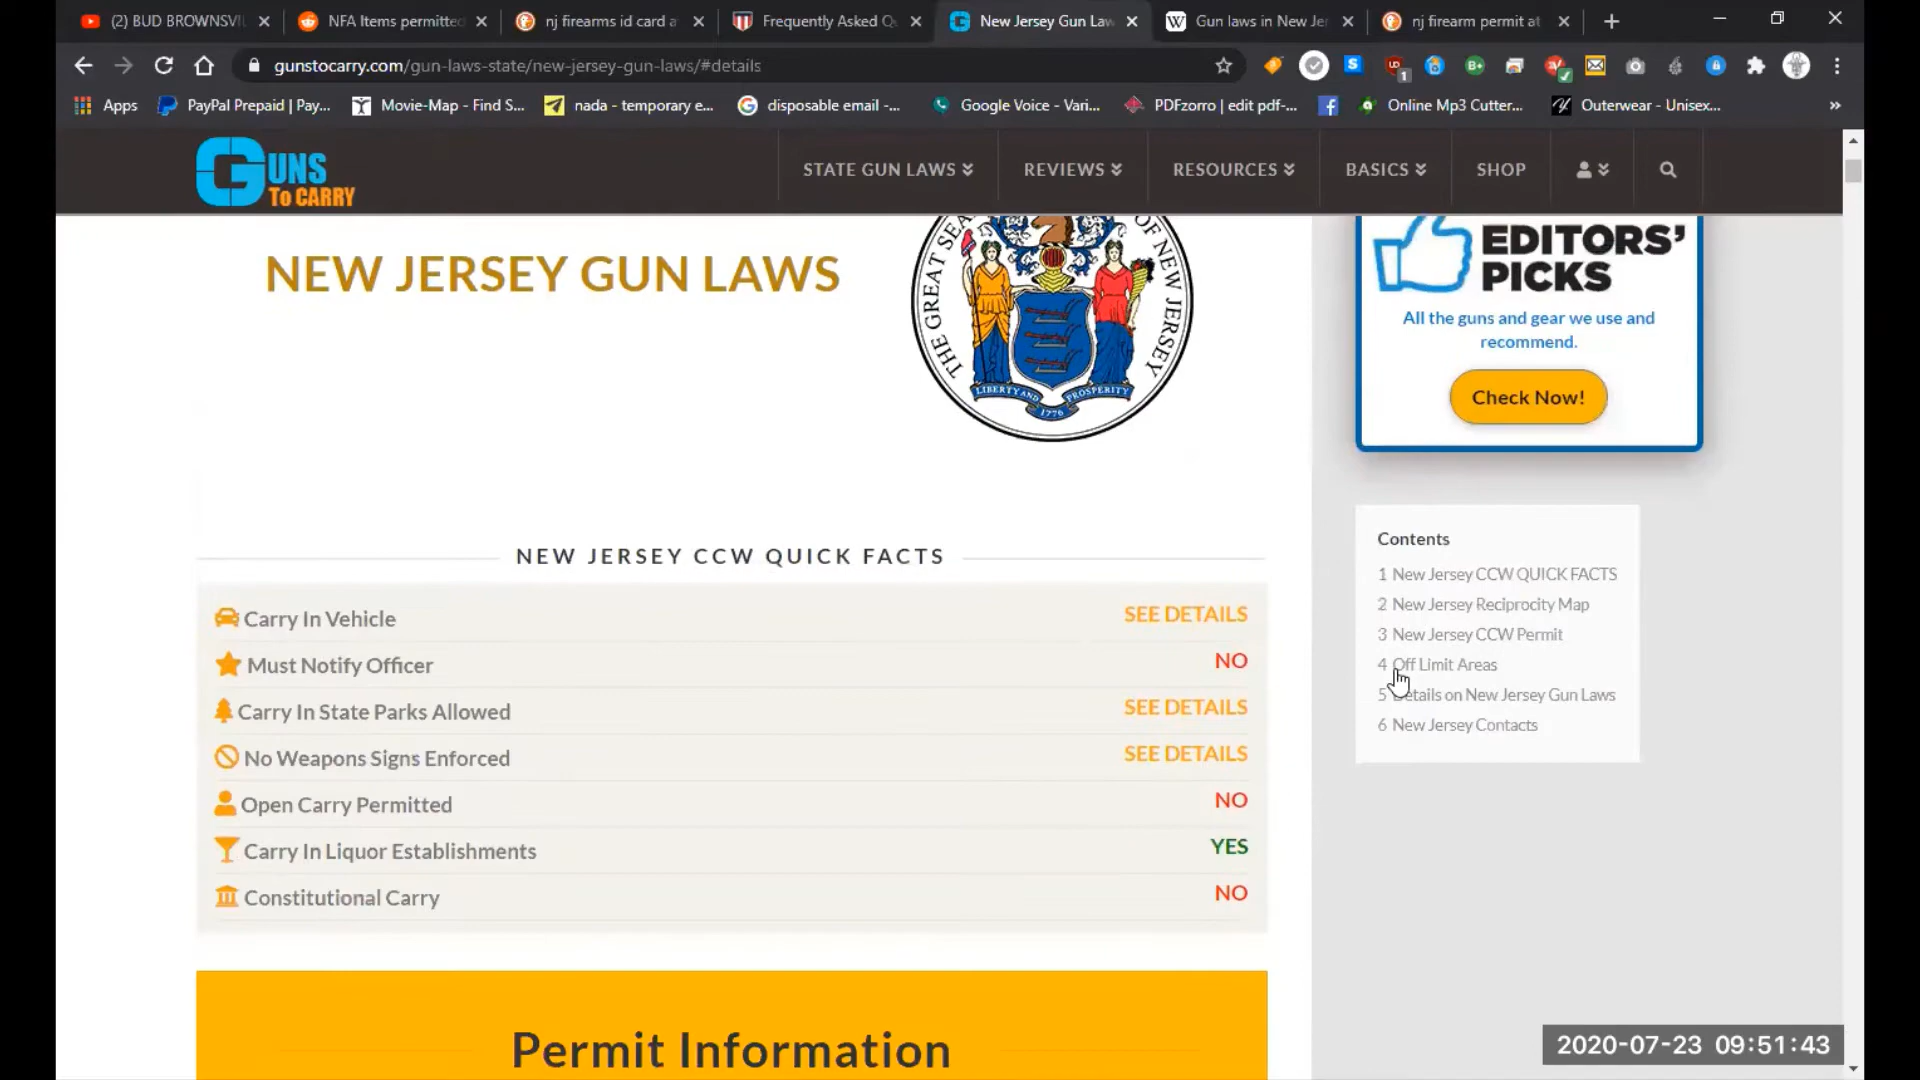 (2) BUD BROWNSVI
NFA Items permitted
nj firearms id card a
Frequently Asked Q
New Jersey Gun Law
Gun laws in New Jer
nj firearm permit at
gunstocarry.com/gun-laws-state/new-jersey-gun-laws/#details
Apps
PayPal Prepaid | Pay...
Movie-Map - Find S...
nada - temporary e...
disposable email -...
Google Voice - Vari...
PDFzorro | edit pdf-...
Online Mp3 Cutter...
Outerwear - Unisex...
GUNS
TO CARRY
STATE GUN LAWS
REVIEWS
RESOURCES
BASICS
SHOP
NEW JERSEY GUN LAWS
THE GREAT SEA OF NEW JERSEY
LIBERTY AND PROSPERITY
1776
EDITORS'
PICKS
All the guns and gear we use and
recommend.
Check Now!
Contents
1 New Jersey CCW QUICK FACTS
2 New Jersey Reciprocity Map
3 New Jersey CCW Permit
4 Off Limit Areas
5 Details on New Jersey Gun Laws
6 New Jersey Contacts
NEW JERSEY CCW QUICK FACTS
Carry In Vehicle SEE DETAILS
Must Notify Officer NO
Carry In State Parks Allowed SEE DETAILS
No Weapons Signs Enforced SEE DETAILS
Open Carry Permitted NO
Carry In Liquor Establishments YES
Constitutional Carry NO
Permit Information
2020-07-23 09:51:43